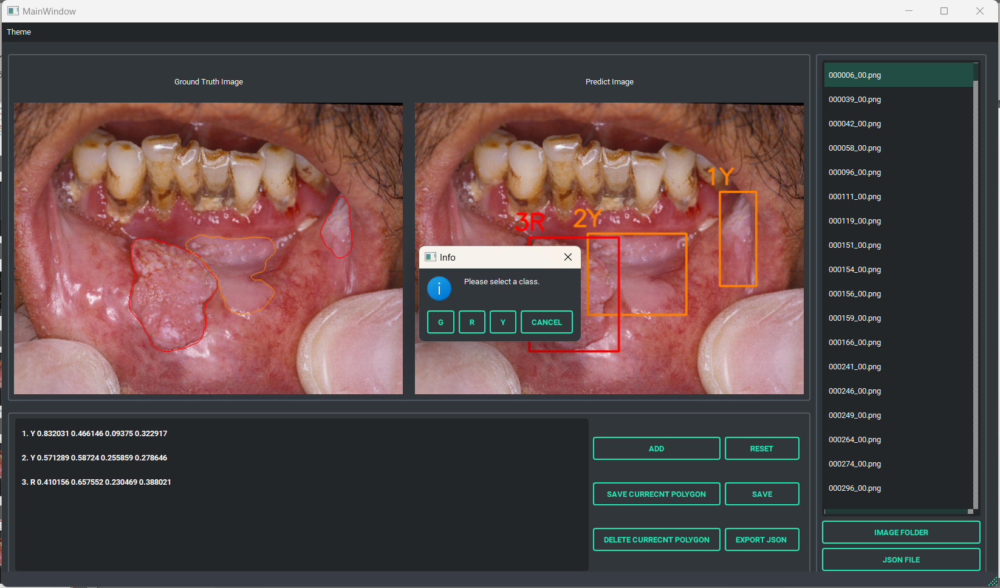 MainWindow
Theme
Ground Truth Image
Predict Image
1Y
2Y
3R
Info
Please select a class.
G
R
Y
CANCEL
1. Y 0.832031 0.466146 0.09375 0.322917
2. Y 0.571289 0.58724 0.255859 0.278646
3. R 0.410156 0.657552 0.230469 0.388021
ADD
RESET
SAVE CURRECNT POLYGON
SAVE
DELETE CURRECNT POLYGON
EXPORT JSON
000006_00.png
000039_00.png
000042_00.png
000058_00.png
000096_00.png
000111_00.png
000119_00.png
000151_00.png
000154_00.png
000156_00.png
000159_00.png
000166_00.png
000241_00.png
000246_00.png
000249_00.png
000264_00.png
000274_00.png
000296_00.png
IMAGE FOLDER
JSON FILE